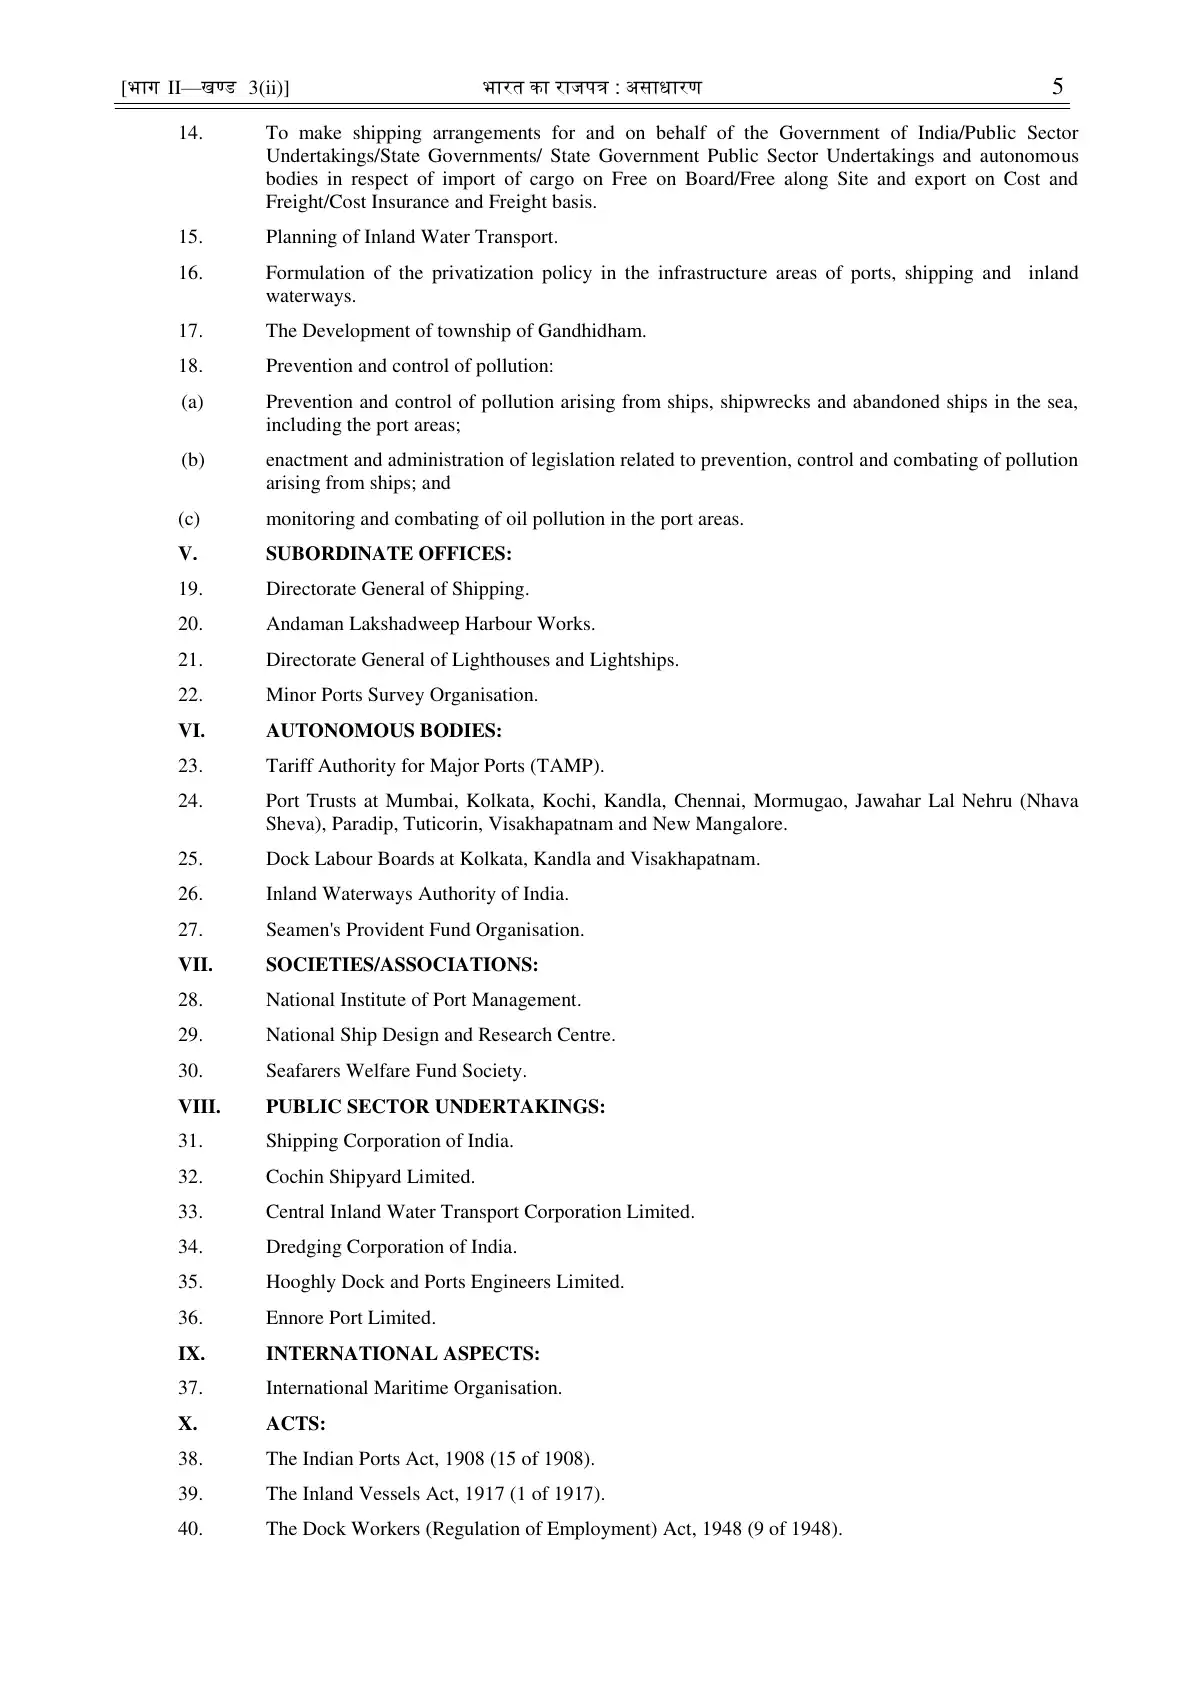 [भाग II—खण्ड 3(ii)] भारत का राजपत्र : असाधारण 5
14. To make shipping arrangements for and on behalf of the Government of India/Public Sector
Undertakings/State Governments/ State Government Public Sector Undertakings and autonomous
bodies in respect of import of cargo on Free on Board/Free along Site and export on Cost and
Freight/Cost Insurance and Freight basis.
15. Planning of Inland Water Transport.
16. Formulation of the privatization policy in the infrastructure areas of ports, shipping and inland
waterways.
17. The Development of township of Gandhidham.
18. Prevention and control of pollution:
(a) Prevention and control of pollution arising from ships, shipwrecks and abandoned ships in the sea,
including the port areas;
(b) enactment and administration of legislation related to prevention, control and combating of pollution
arising from ships; and
(c) monitoring and combating of oil pollution in the port areas.
V. SUBORDINATE OFFICES:
19. Directorate General of Shipping.
20. Andaman Lakshadweep Harbour Works.
21. Directorate General of Lighthouses and Lightships.
22. Minor Ports Survey Organisation.
VI. AUTONOMOUS BODIES:
23. Tariff Authority for Major Ports (TAMP).
24. Port Trusts at Mumbai, Kolkata, Kochi, Kandla, Chennai, Mormugao, Jawahar Lal Nehru (Nhava
Sheva), Paradip, Tuticorin, Visakhapatnam and New Mangalore.
25. Dock Labour Boards at Kolkata, Kandla and Visakhapatnam.
26. Inland Waterways Authority of India.
27. Seamen's Provident Fund Organisation.
VII. SOCIETIES/ASSOCIATIONS:
28. National Institute of Port Management.
29. National Ship Design and Research Centre.
30. Seafarers Welfare Fund Society.
VIII. PUBLIC SECTOR UNDERTAKINGS:
31. Shipping Corporation of India.
32. Cochin Shipyard Limited.
33. Central Inland Water Transport Corporation Limited.
34. Dredging Corporation of India.
35. Hooghly Dock and Ports Engineers Limited.
36. Ennore Port Limited.
IX. INTERNATIONAL ASPECTS:
37. International Maritime Organisation.
X. ACTS:
38. The Indian Ports Act, 1908 (15 of 1908).
39. The Inland Vessels Act, 1917 (1 of 1917).
40. The Dock Workers (Regulation of Employment) Act, 1948 (9 of 1948).